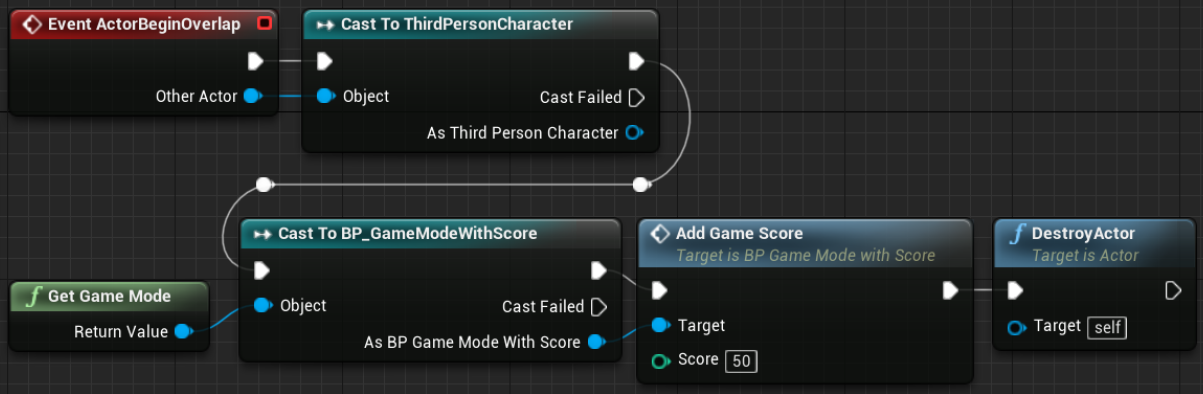 Event ActorBeginOverlap
Other Actor
Cast To ThirdPersonCharacter
Object
Cast Failed
As Third Person Character
Get Game Mode
Return Value
Cast To BP_GameModeWithScore
Object
Cast Failed
As BP Game Mode With Score
Add Game Score
Target is BP Game Mode with Score
Target
Score 50
f DestroyActor
Target is Actor
Target self